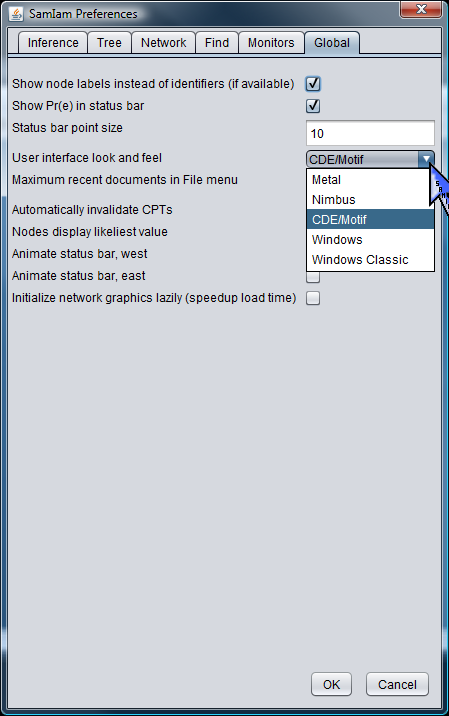 SamIam Preferences
Inference Tree Network Find Monitors Global
Show node labels instead of identifiers (if available)
Show Pr(e) in status bar
Status bar point size 10
User interface look and feel CDE/Motif
Maximum recent documents in File menu
Metal
Nimbus
CDE/Motif
Windows
Windows Classic
Automatically invalidate CPTs
Nodes display likeliest value
Animate status bar, west
Animate status bar, east
Initialize network graphics lazily (speedup load time)
OK Cancel